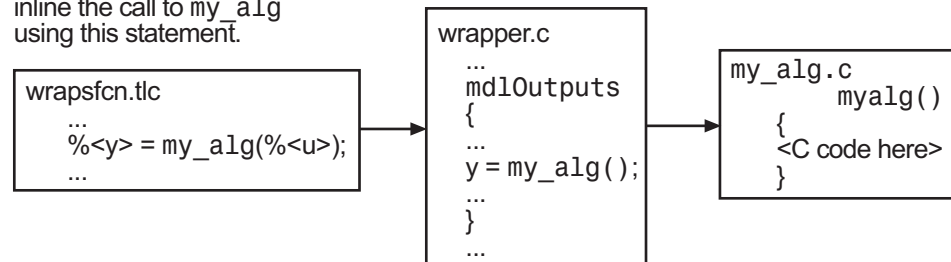 inline the call to my_alg
using this statement.
wrapsfcn.tlc
...
%<y> = my_alg(%<u>);
...
wrapper.c
...
mdlOutputs
{
...
y = my_alg();
...
}
...
my_alg.c
myalg()
{
<C code here>
}